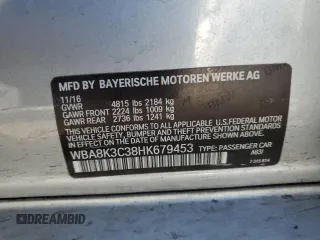 MFD BY BAYERISCHE MOTOREN WERKE AG
11/16
GVWR 4815 lbs 2184 kg
GAWR FRONT 2224 lbs 1009 kg
GAWR REAR 2736 lbs 1241 kg
THIS VEHICLE CONFORMS TO ALL APPLICABLE U.S. FEDERAL MOTOR
VEHICLE SAFETY, BUMPER AND THEFT PREVENTION STANDARDS IN
EFFECT ON THE DATE OF MANUFACTURE SHOWN ABOVE.
WBA8K3C38HK679453 TYPE: PASSENGER CAR